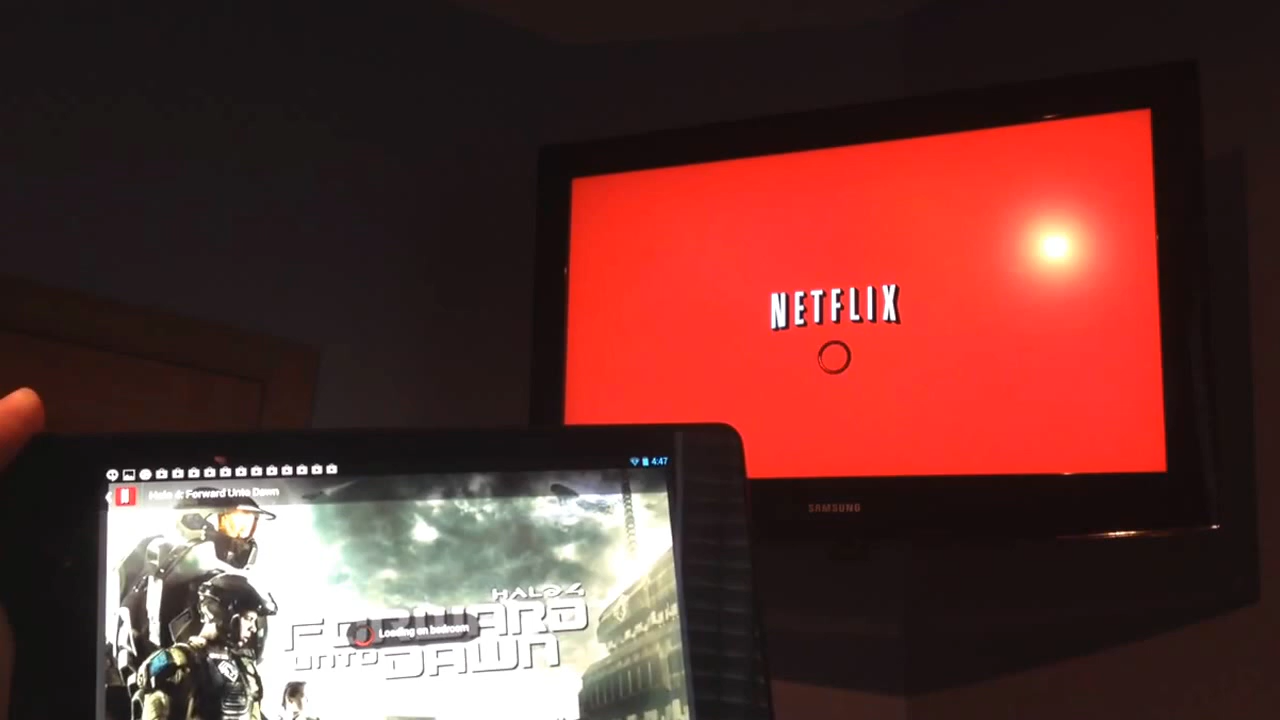 NETFLIX
SAMSUNG
4:47
Halo 4: Forward Unto Dawn
HALO 4
FORWARD
Loading on bedroom
UNTO DAWN